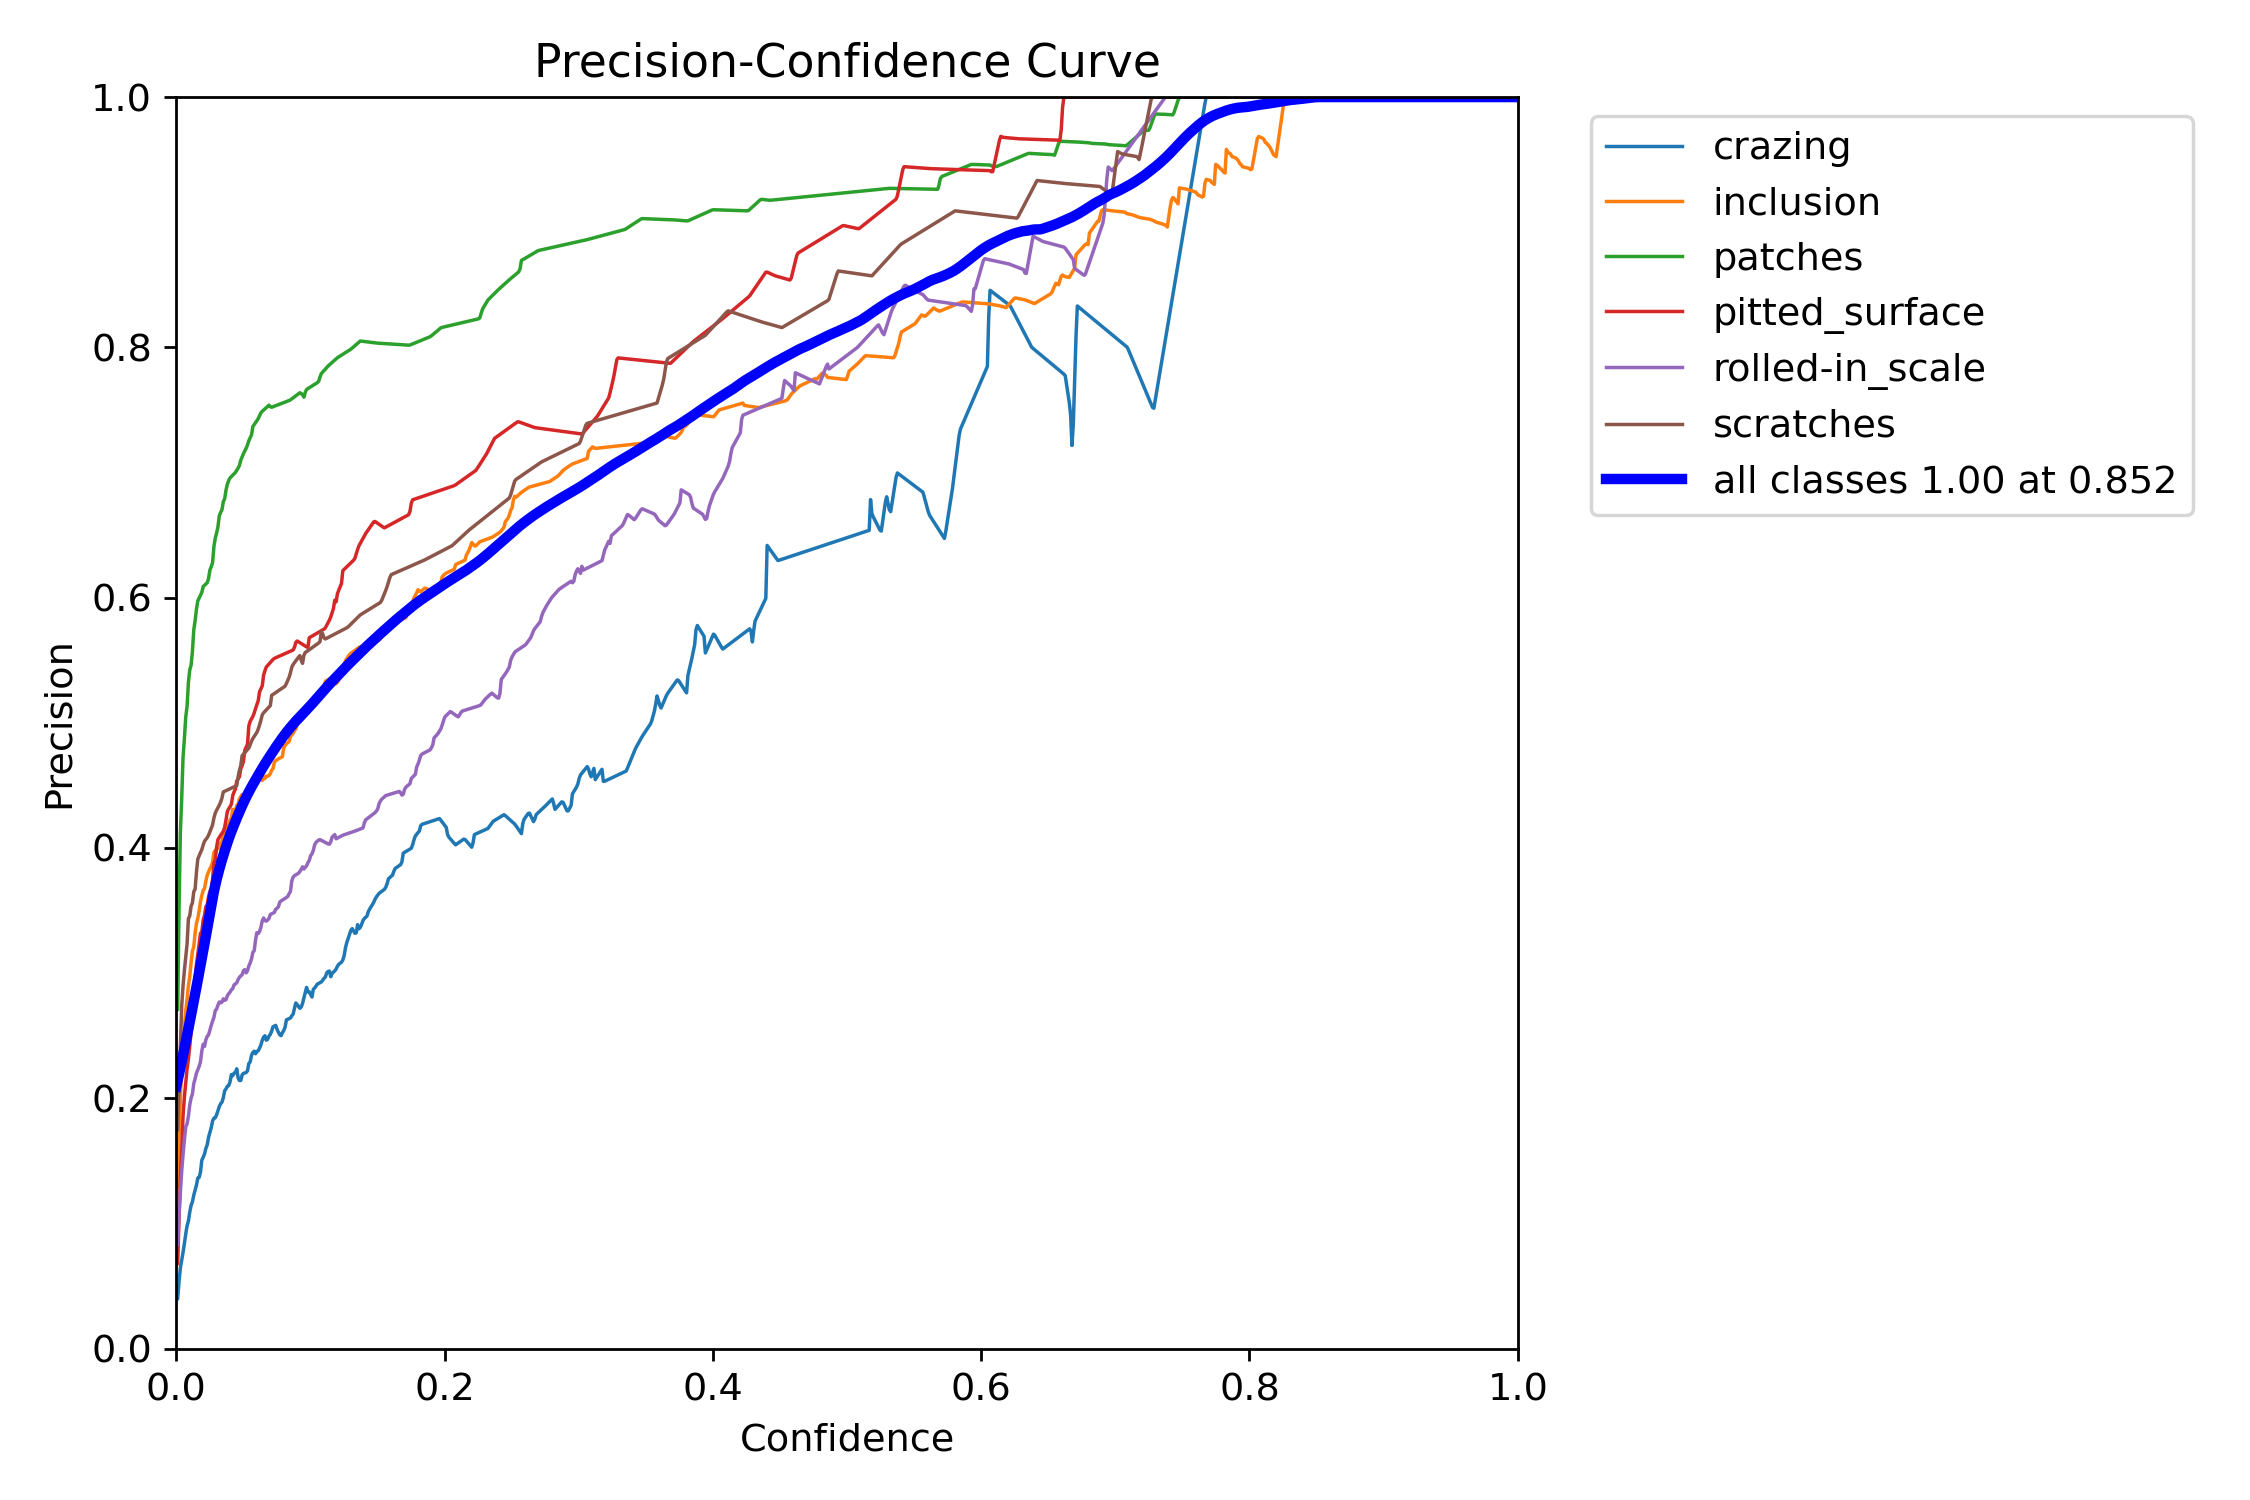 Precision-Confidence Curve
1.0
0.8
0.6
0.4
0.2
0.0
Precision
0.0 0.2 0.4 0.6 0.8 1.0
Confidence
crazing
inclusion
patches
pitted_surface
rolled-in_scale
scratches
all classes 1.00 at 0.852